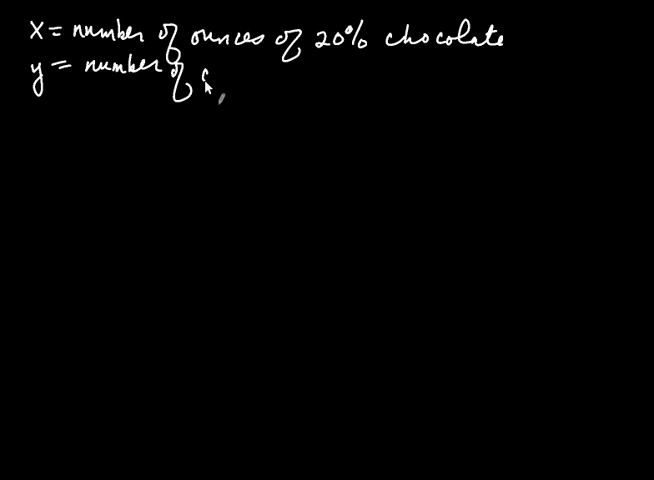 x = number of ounces of 20% chocolate
y = number of